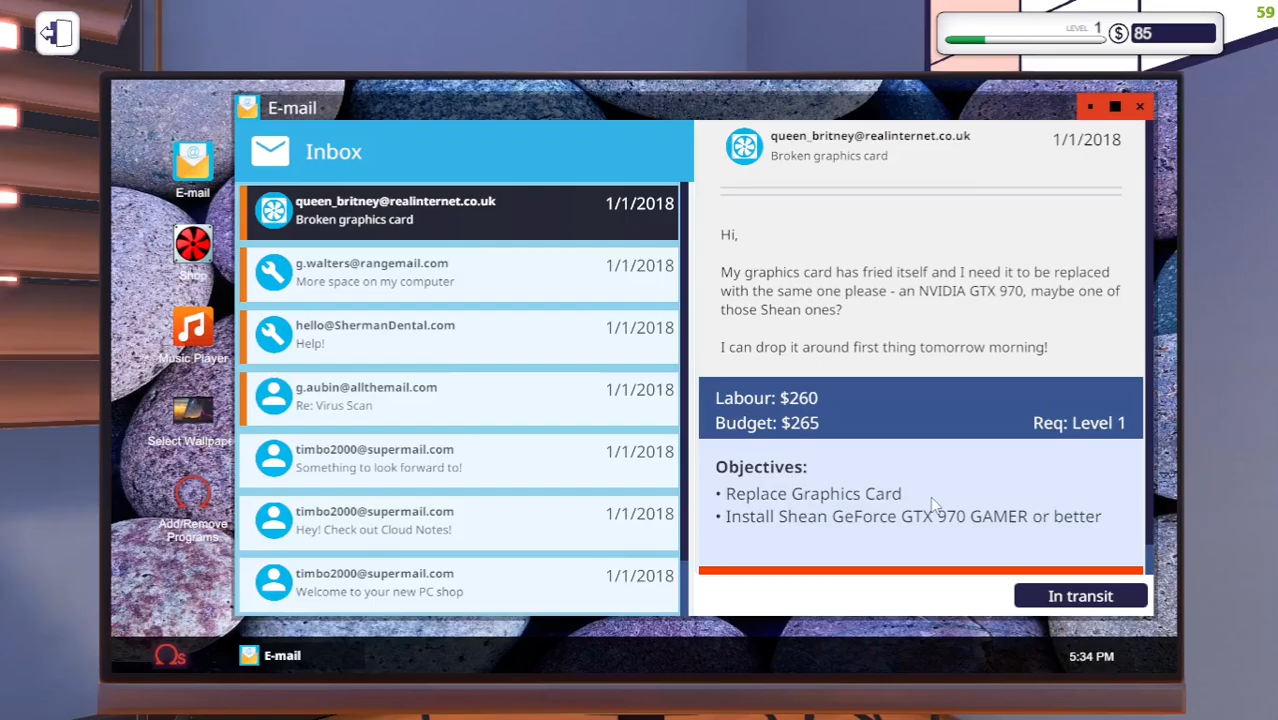 59
LEVEL 1
$ 85
E-mail
E-mail
Shop
Music Player
Select Wallpap
Add/Remove
Programs
Inbox
queen_britney@realinternet.co.uk 1/1/2018
Broken graphics card
g.walters@rangemail.com 1/1/2018
More space on my computer
hello@ShermanDental.com 1/1/2018
Help!
g.aubin@allthemail.com 1/1/2018
Re: Virus Scan
timbo2000@supermail.com 1/1/2018
Something to look forward to!
timbo2000@supermail.com 1/1/2018
Hey! Check out Cloud Notes!
timbo2000@supermail.com 1/1/2018
Welcome to your new PC shop
queen_britney@realinternet.co.uk 1/1/2018
Broken graphics card
Hi,
My graphics card has fried itself and I need it to be replaced
with the same one please - an NVIDIA GTX 970, maybe one of
those Shean ones?
I can drop it around first thing tomorrow morning!
Labour: $260
Budget: $265 Req: Level 1
Objectives:
• Replace Graphics Card
• Install Shean GeForce GTX 970 GAMER or better
In transit
Ωs
E-mail
5:34 PM